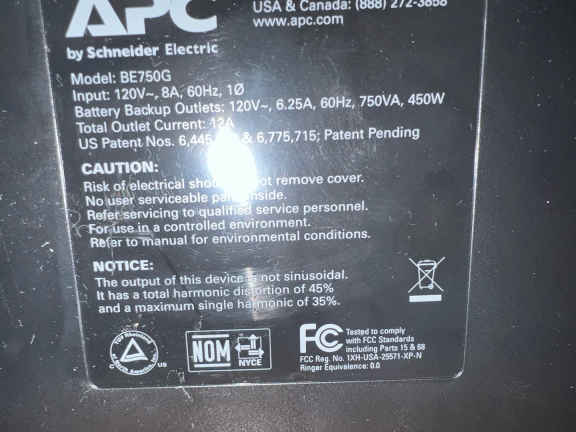 APC
by Schneider Electric
USA & Canada: (888) 272-3858
www.apc.com
Model: BE750G
Input: 120V~, 8A, 60Hz, 1Ø
Battery Backup Outlets: 120V~, 6.25A, 60Hz, 750VA, 450W
Total Outlet Current: 12A
US Patent Nos. 6,445, & 6,775,715; Patent Pending
CAUTION:
Risk of electrical not remove cover.
No user serviceable inside.
Refer servicing to qualified service personnel.
For use in a controlled environment.
Refer to manual for environmental conditions.
NOTICE:
The output of this device is not sinusoidal.
It has a total harmonic distortion of 45%
and a maximum single harmonic of 35%.
C US
NOM
NYCE
FC
Tested to comply
with FCC Standards
including Parts 15 & 68
FCC Reg. No. 1XH-USA-25571-XP-N
Ringer Equivalence: 0.0